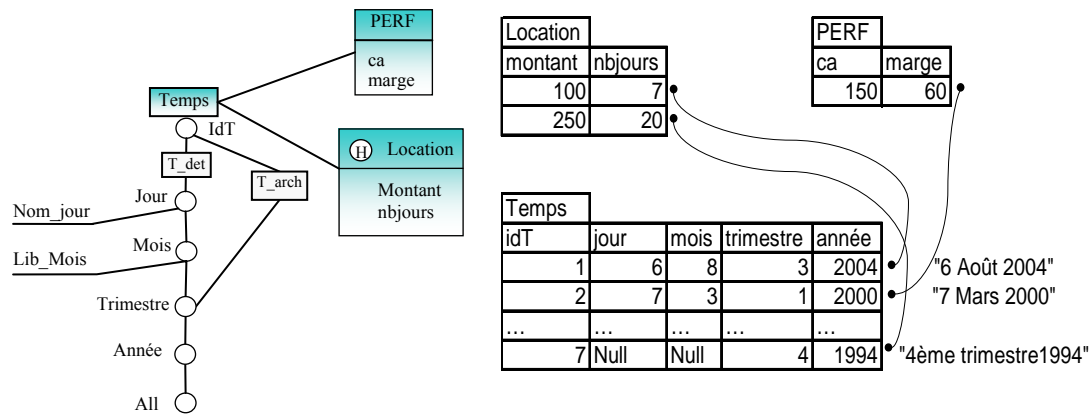 PERF
ca
marge
Temps
IdT
T_det
T_arch
H Location
Montant
nbjours
Jour
Nom_jour
Mois
Lib_Mois
Trimestre
Année
All
Location
montant nbjours
100 7
250 20
PERF
ca marge
150 60
Temps
idT jour mois trimestre année
1 6 8 3 2004 "6 Août 2004"
2 7 3 1 2000 "7 Mars 2000"
... ... ... ... ...
7 Null Null 4 1994 "4ème trimestre1994"